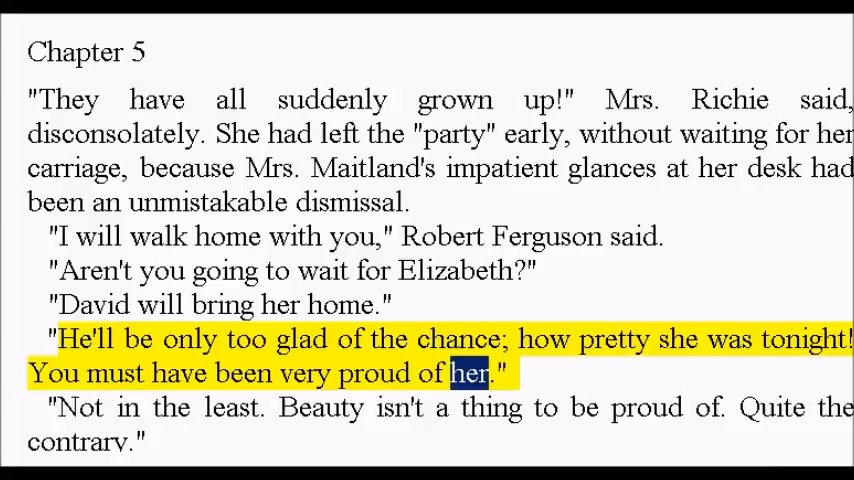 Chapter 5
"They have all suddenly grown up!" Mrs. Richie said,
disconsolately. She had left the "party" early, without waiting for her
carriage, because Mrs. Maitland's impatient glances at her desk had
been an unmistakable dismissal.
"I will walk home with you," Robert Ferguson said.
"Aren't you going to wait for Elizabeth?"
"David will bring her home."
"He'll be only too glad of the chance; how pretty she was tonight!
You must have been very proud of her."
"Not in the least. Beauty isn't a thing to be proud of. Quite the
contrary."